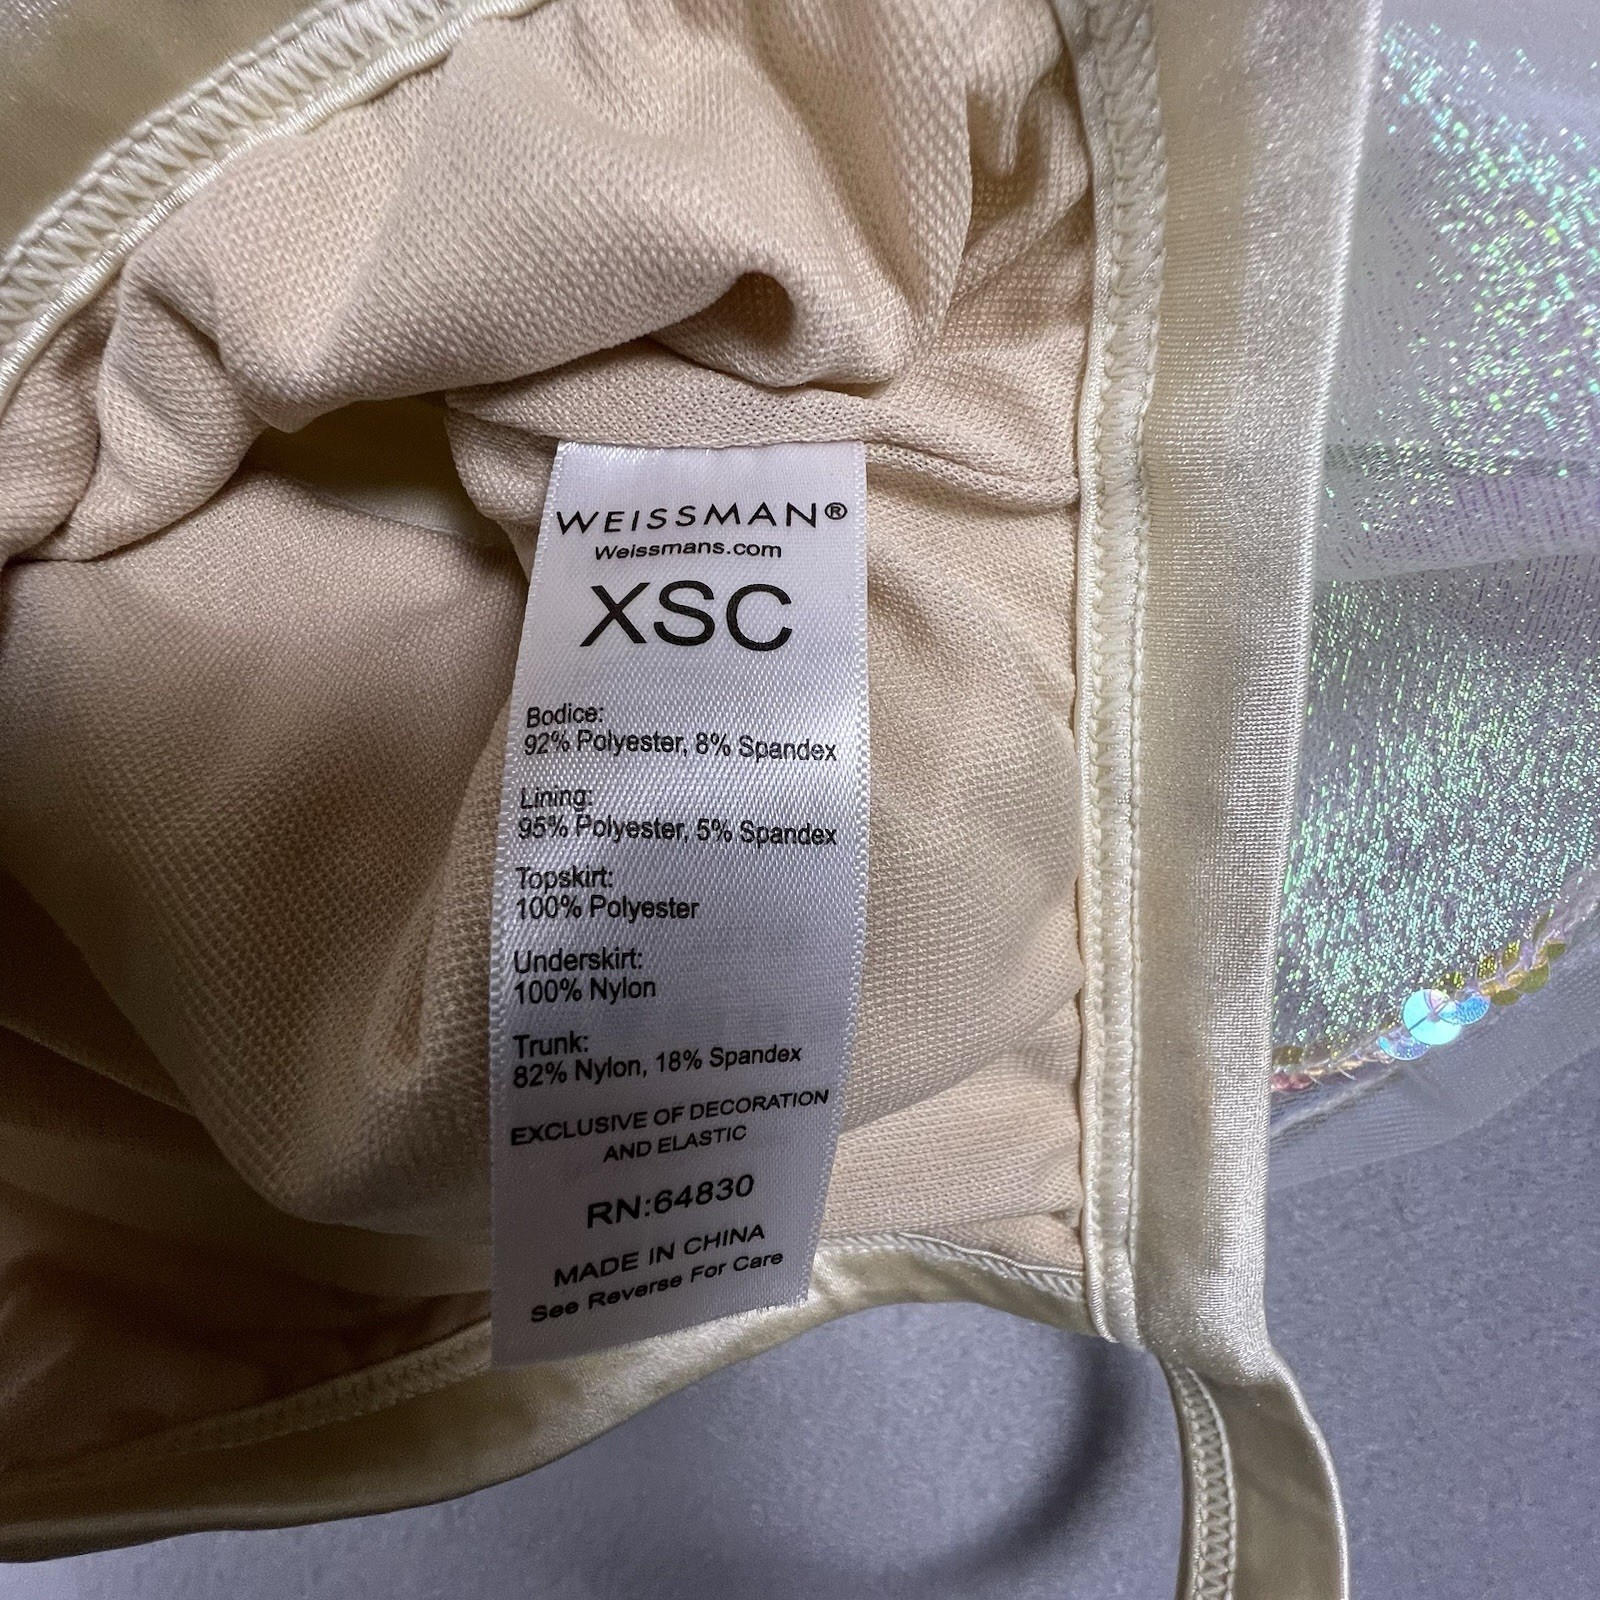 WEISSMAN®
Weissmans.com
XSC
Bodice:
92% Polyester, 8% Spandex
Lining:
95% Polyester, 5% Spandex
Topskirt:
100% Polyester
Underskirt:
100% Nylon
Trunk:
82% Nylon, 18% Spandex
EXCLUSIVE OF DECORATION
AND ELASTIC
RN:64830
MADE IN CHINA
See Reverse For Care